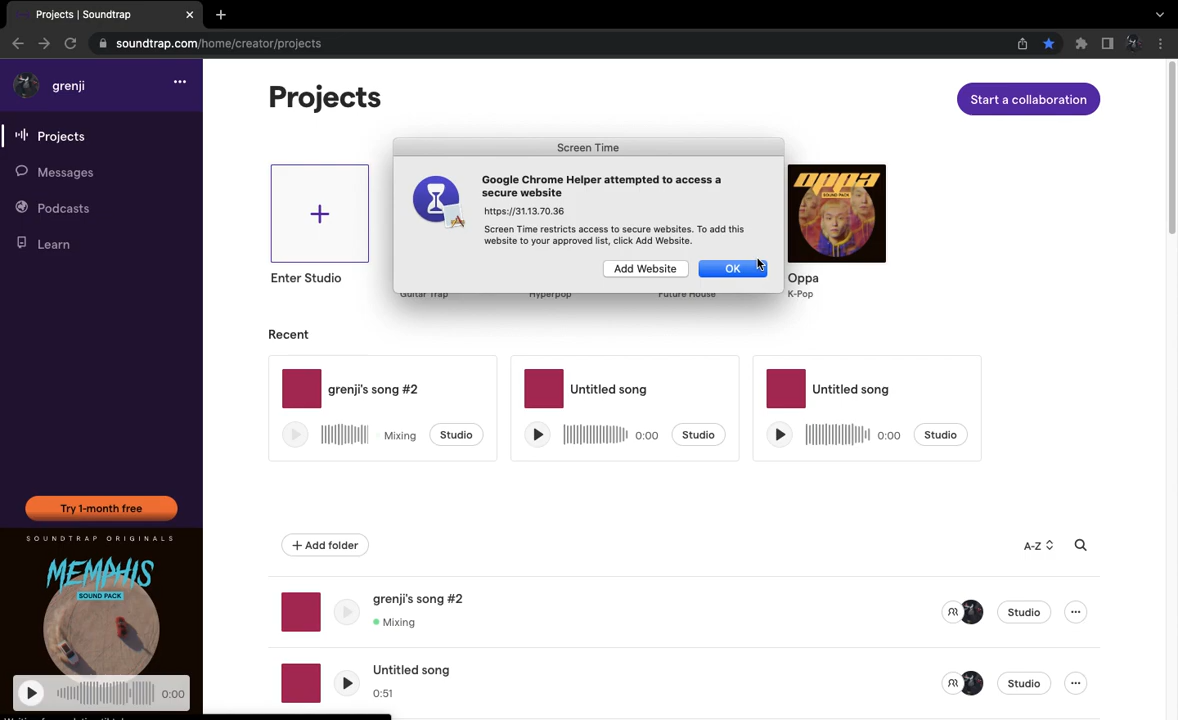 Projects | Soundtrap
soundtrap.com/home/creator/projects
grenji
Projects
Messages
Podcasts
Learn
Try 1-month free
SOUNDTRAP ORIGINALS
MEMPHIS
SOUND PACK
0:00
Projects
Start a collaboration
Screen Time
Google Chrome Helper attempted to access a
secure website
https://31.13.70.36
Screen Time restricts access to secure websites. To add this
website to your approved list, click Add Website.
Add Website
OK
OPPA
SOUND PACK
Enter Studio
Oppa
Guitar Trap
Hyperpop
Future House
K-Pop
Recent
grenji's song #2
Mixing
Studio
Untitled song
0:00
Studio
Untitled song
0:00
Studio
+ Add folder
A-Z
grenji's song #2
Mixing
Studio
Untitled song
0:51
Studio